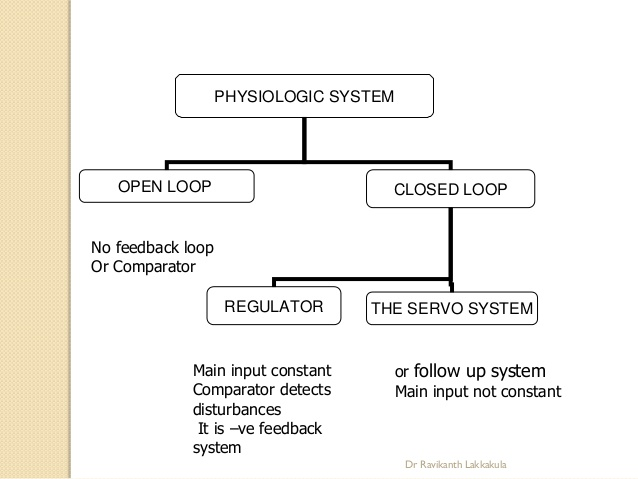 PHYSIOLOGIC SYSTEM
OPEN LOOP
CLOSED LOOP
No feedback loop
Or Comparator
REGULATOR
THE SERVO SYSTEM
Main input constant
Comparator detects
disturbances
It is –ve feedback
system
or follow up system
Main input not constant
Dr Ravikanth Lakkakula